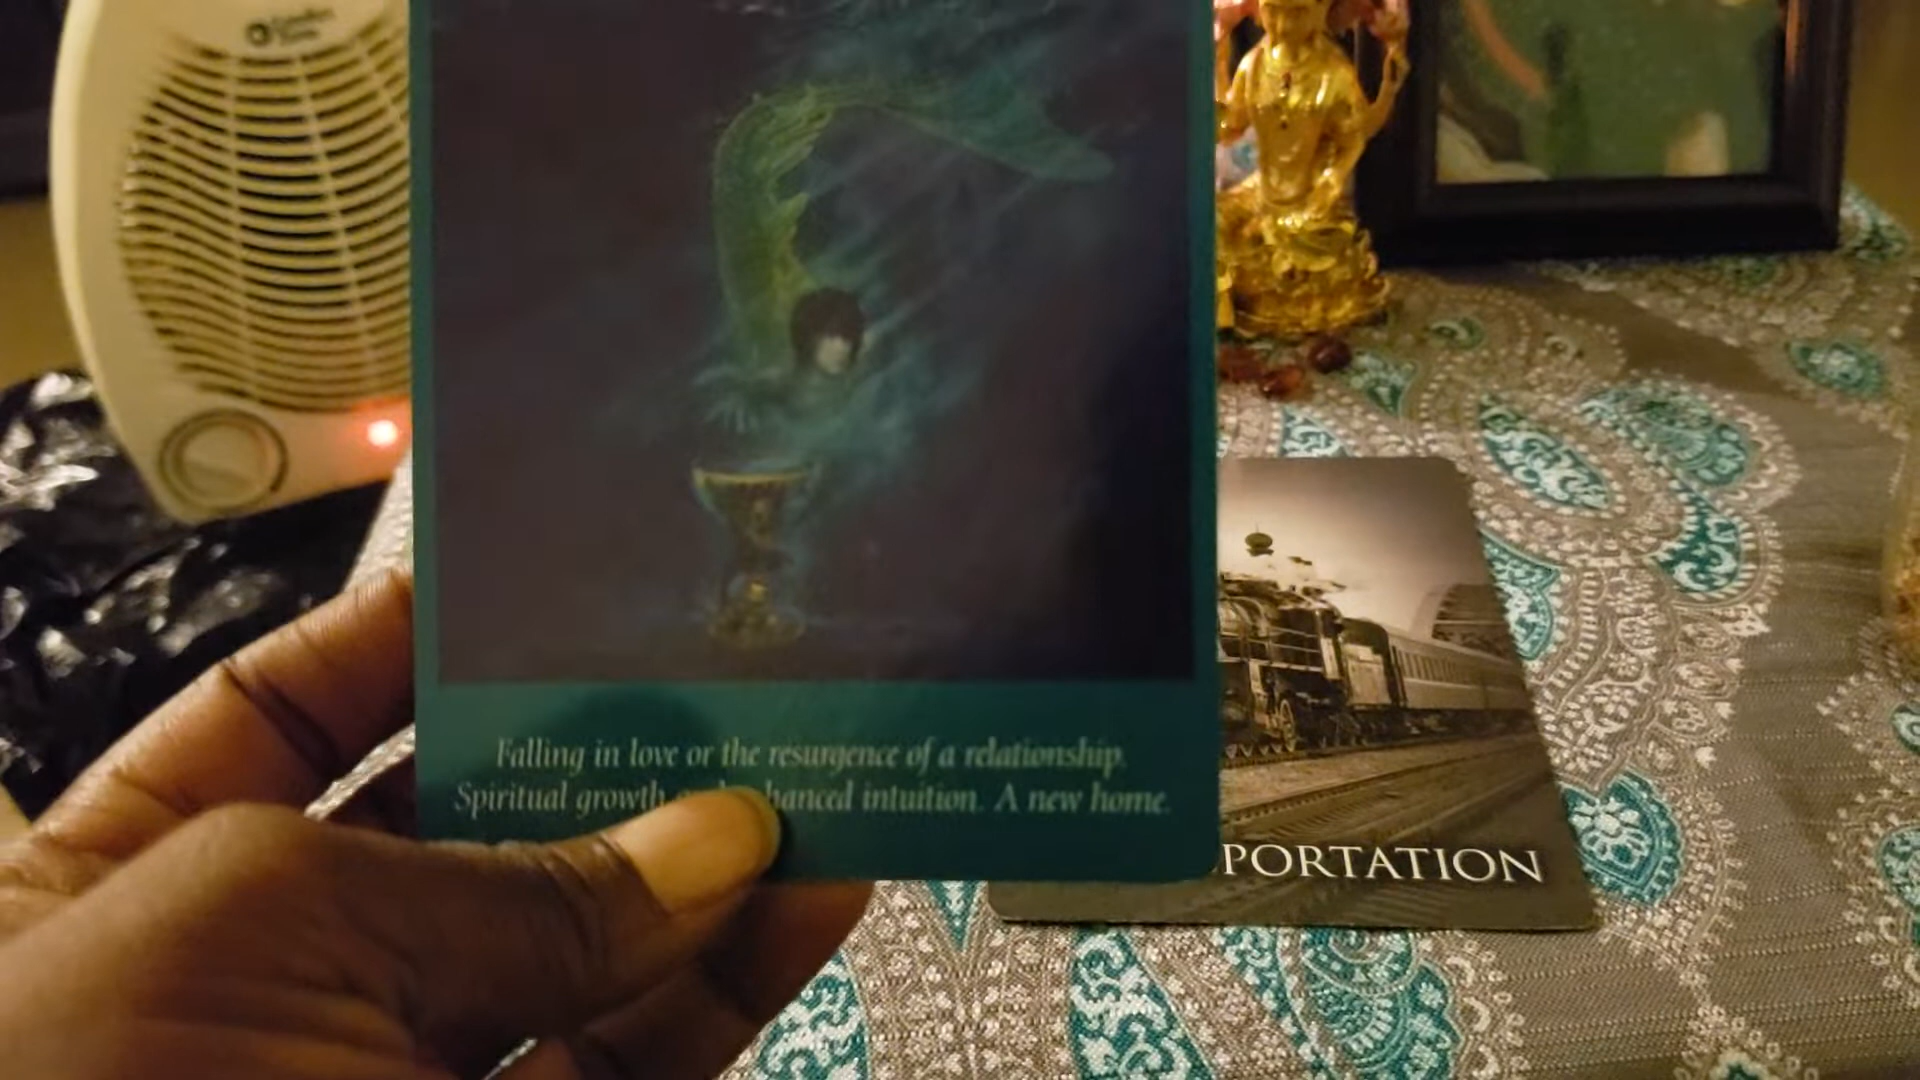 Falling in love or the resurgence of a relationship.
Spiritual growth hanced intuition. A new home.
PORTATION